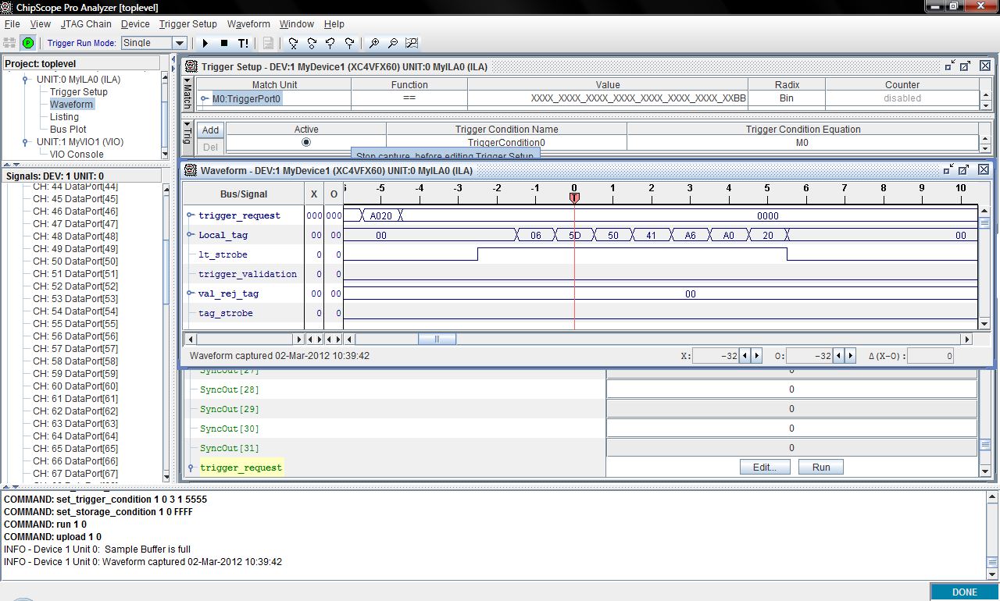 ChipScope Pro Analyzer [toplevel]
File View JTAG Chain Device Trigger Setup Waveform Window Help
P Trigger Run Mode: Single T!
Project: toplevel
UNIT:0 MyILA0 (ILA)
Trigger Setup
Waveform
Listing
Bus Plot
UNIT:1 MyVIO1 (VIO)
VIO Console
Signals: DEV: 1 UNIT: 0
CH: 44 DataPort[44]
CH: 45 DataPort[45]
CH: 46 DataPort[46]
CH: 47 DataPort[47]
CH: 48 DataPort[48]
CH: 49 DataPort[49]
CH: 50 DataPort[50]
CH: 51 DataPort[51]
CH: 52 DataPort[52]
CH: 53 DataPort[53]
CH: 54 DataPort[54]
CH: 55 DataPort[55]
CH: 56 DataPort[56]
CH: 57 DataPort[57]
CH: 58 DataPort[58]
CH: 59 DataPort[59]
CH: 60 DataPort[60]
CH: 61 DataPort[61]
CH: 62 DataPort[62]
CH: 63 DataPort[63]
CH: 64 DataPort[64]
CH: 65 DataPort[65]
CH: 66 DataPort[66]
CH: 67 DataPort[67]
Trigger Setup - DEV:1 MyDevice1 (XC4VFX60) UNIT:0 MyILA0 (ILA)
Match
Match Unit Function Value Radix Counter
M0:TriggerPort0 == XXXX_XXXX_XXXX_XXXX_XXXX_XXXX_XXXX_XXBB Bin disabled
Trig
Add Active Trigger Condition Name Trigger Condition Equation
Del TriggerCondition0 M0
Stop capture, before editing Trigger Setup
Waveform - DEV:1 MyDevice1 (XC4VFX60) UNIT:0 MyILA0 (ILA)
Bus/Signal X O -5 -4 -3 -2 -1 0 1 2 3 4 5 6 7 8 9 10
T
trigger_request 000 000 A020 0000
Local_tag 00 00 00 06 5D 50 41 A6 A0 20 00
lt_strobe 0 0
trigger_validation 0 0
val_rej_tag 00 00 00
tag_strobe 0 0
Waveform captured 02-Mar-2012 10:39:42 X: -32 O: -32 Δ(X-O): 0
SyncOut[27] 0
SyncOut[28] 0
SyncOut[29] 0
SyncOut[30] 0
SyncOut[31] 0
trigger_request Edit... Run
COMMAND: set_trigger_condition 1 0 3 1 5555
COMMAND: set_storage_condition 1 0 FFFF
COMMAND: run 1 0
COMMAND: upload 1 0
INFO - Device 1 Unit 0: Sample Buffer is full
INFO - Device 1 Unit 0: Waveform captured 02-Mar-2012 10:39:42
DONE